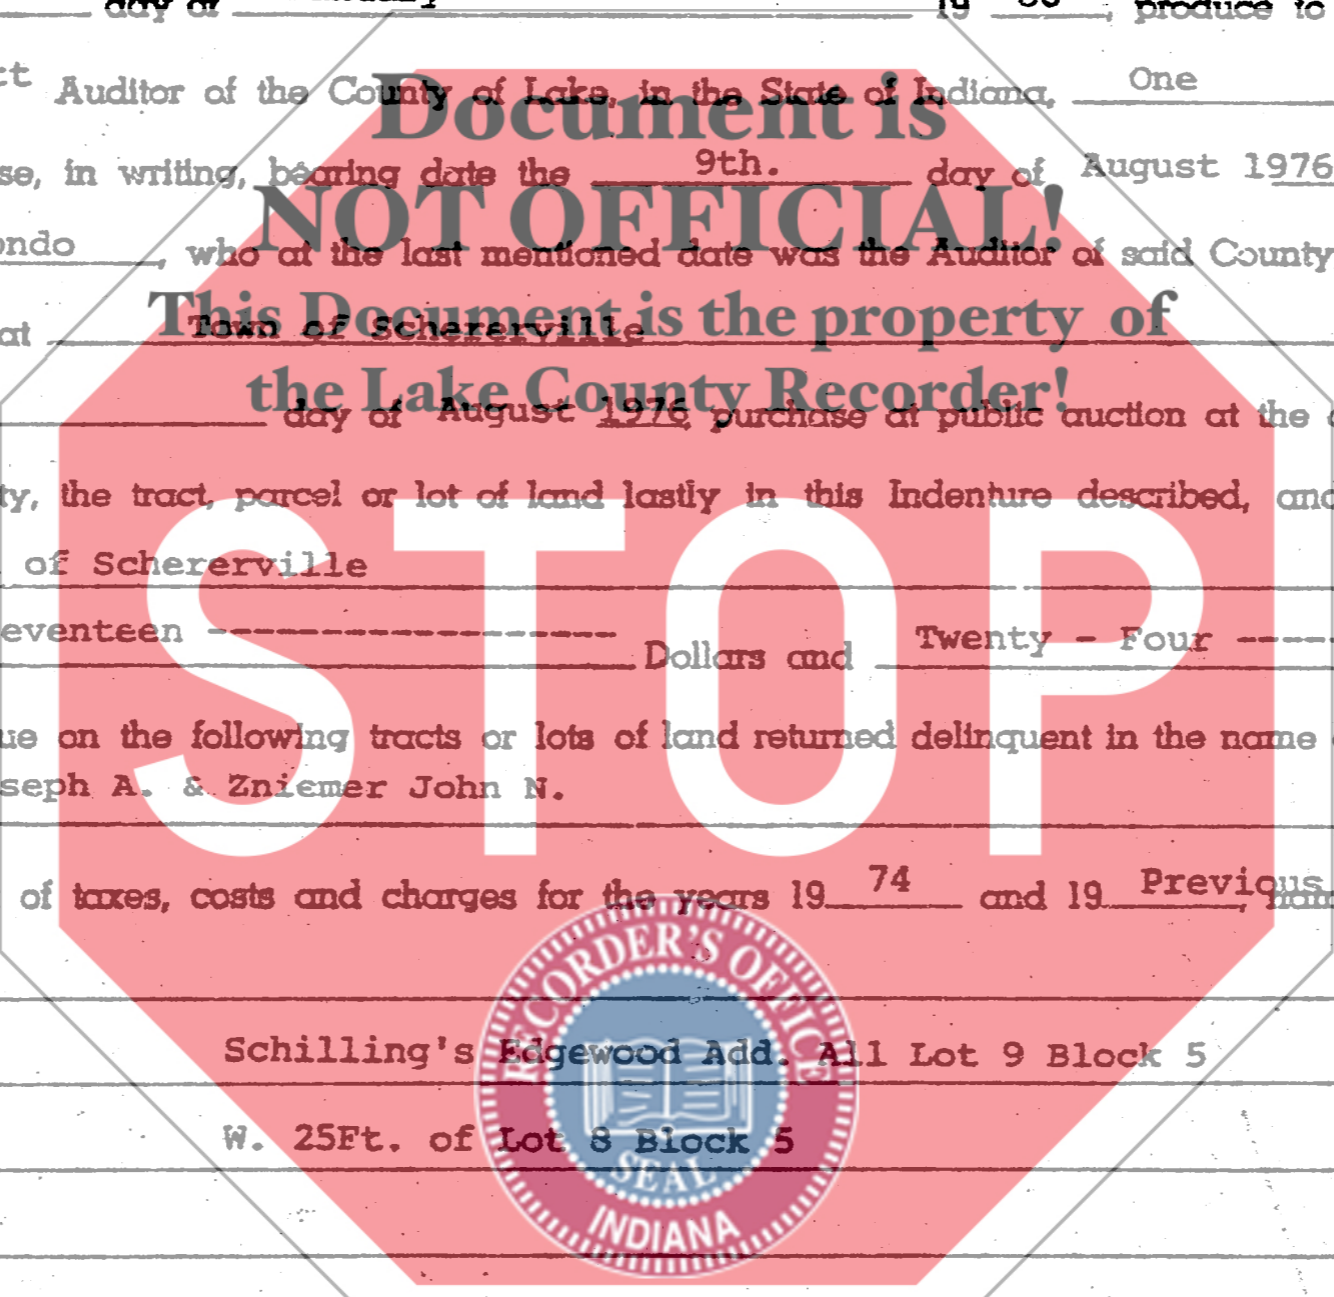 day of
19 , produce to
Auditor of the County of Lake, in the State of Indiana, One
Document is
se, in writing, bearing date the 9th. day of August 1976
NOT OFFICIAL!
ondo , who at the last mentioned date was the Auditor of said County
This Document is the property of
at Town of Schererville
the Lake County Recorder!
day of August 1976 purchase at public auction at the
ty, the tract, parcel or lot of land lastly in this Indenture described, and
STOP
of Schererville
eventeen ------------------- Dollars and Twenty - Four ----
ue on the following tracts or lots of land returned delinquent in the name
seph A. & Zniemer John N.
of taxes, costs and charges for the years 19 74 and 19 Previous,
RECORDER'S OFFICE
Schilling's Edgewood Add. All Lot 9 Block 5
W. 25Ft. of Lot 8 Block 5
SEAL
INDIANA